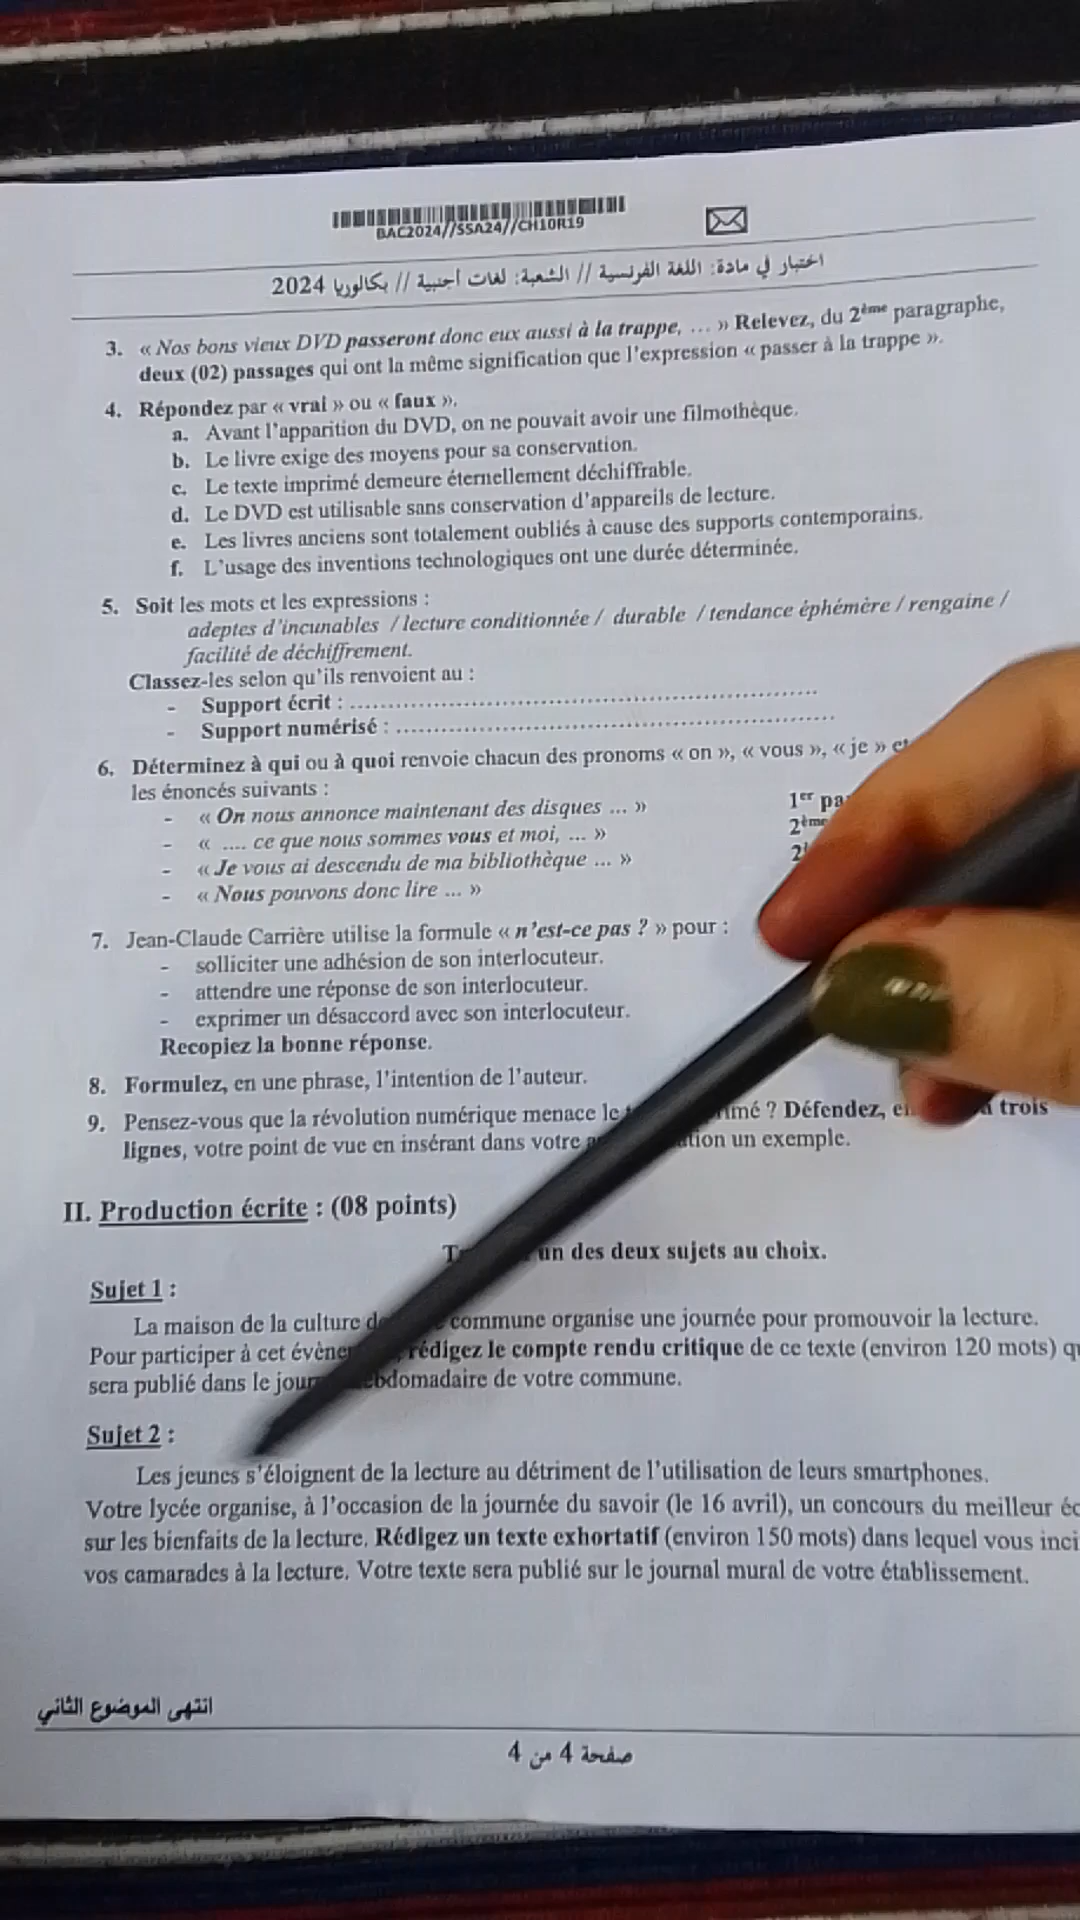 BAC2024//SSA24//CH10R19
اختبار في مادة: اللغة الفرنسية // الشعبة: لغات أجنبية // بكالوريا 2024
3. « Nos bons vieux DVD passeront donc eux aussi à la trappe, … » Relevez, du 2ème paragraphe,
deux (02) passages qui ont la même signification que l'expression « passer à la trappe ».
4. Répondez par « vrai » ou « faux ».
a. Avant l'apparition du DVD, on ne pouvait avoir une filmothèque.
b. Le livre exige des moyens pour sa conservation.
c. Le texte imprimé demeure éternellement déchiffrable.
d. Le DVD est utilisable sans conservation d'appareils de lecture.
e. Les livres anciens sont totalement oubliés à cause des supports contemporains.
f. L'usage des inventions technologiques ont une durée déterminée.
5. Soit les mots et les expressions :
adeptes d'incunables / lecture conditionnée / durable / tendance éphémère / rengaine /
facilité de déchiffrement.
Classez-les selon qu'ils renvoient au :
- Support écrit : ..........
- Support numérisé : ..........
6. Déterminez à qui ou à quoi renvoie chacun des pronoms « on », « vous », « je » et
les énoncés suivants :
- « On nous annonce maintenant des disques ... » 1er
- « .... ce que nous sommes vous et moi, ... » 2ème
- « Je vous ai descendu de ma bibliothèque ... »
- « Nous pouvons donc lire ... »
7. Jean-Claude Carrière utilise la formule « n'est-ce pas ? » pour :
- solliciter une adhésion de son interlocuteur.
- attendre une réponse de son interlocuteur.
- exprimer un désaccord avec son interlocuteur.
Recopiez la bonne réponse.
8. Formulez, en une phrase, l'intention de l'auteur.
9. Pensez-vous que la révolution numérique menace le ? Défendez, trois
lignes, votre point de vue en insérant dans votre un exemple.
II. Production écrite : (08 points)
un des deux sujets au choix.
Sujet 1 :
La maison de la culture commune organise une journée pour promouvoir la lecture.
Pour participer à cet rédigez le compte rendu critique de ce texte (environ 120 mots)
sera publié dans le de votre commune.
Sujet 2 :
Les jeunes s'éloignent de la lecture au détriment de l'utilisation de leurs smartphones.
Votre lycée organise, à l'occasion de la journée du savoir (le 16 avril), un concours du meilleur
sur les bienfaits de la lecture. Rédigez un texte exhortatif (environ 150 mots) dans lequel vous
vos camarades à la lecture. Votre texte sera publié sur le journal mural de votre établissement.
انتهى الموضوع الثاني
صفحة 4 من 4